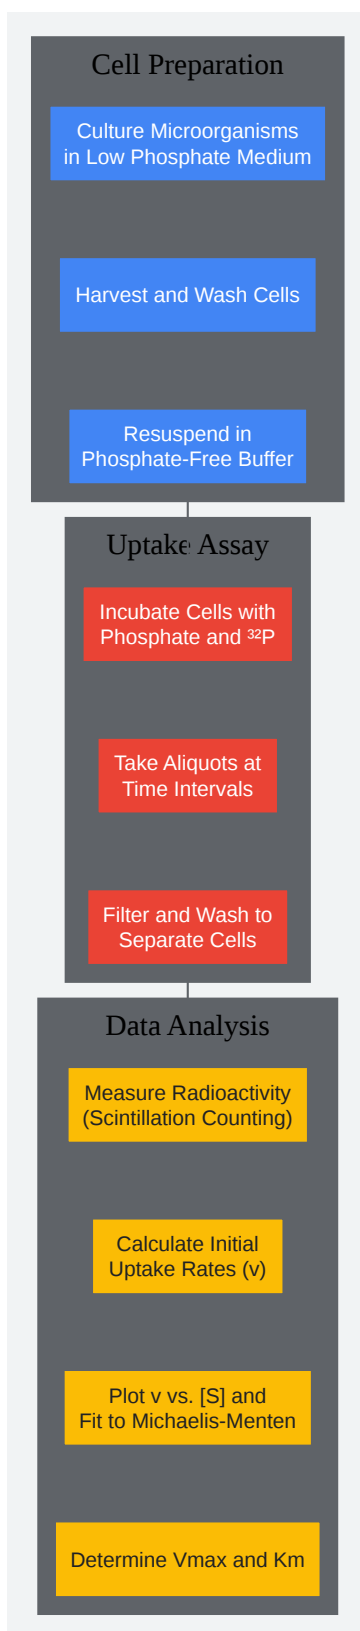 Cell Preparation
Culture Microorganisms
in Low Phosphate Medium
Harvest and Wash Cells
Resuspend in
Phosphate-Free Buffer
Uptake Assay
Incubate Cells with
Phosphate and ³²P
Take Aliquots at
Time Intervals
Filter and Wash to
Separate Cells
Data Analysis
Measure Radioactivity
(Scintillation Counting)
Calculate Initial
Uptake Rates (v)
Plot v vs. [S] and
Fit to Michaelis-Menten
Determine Vmax and Km